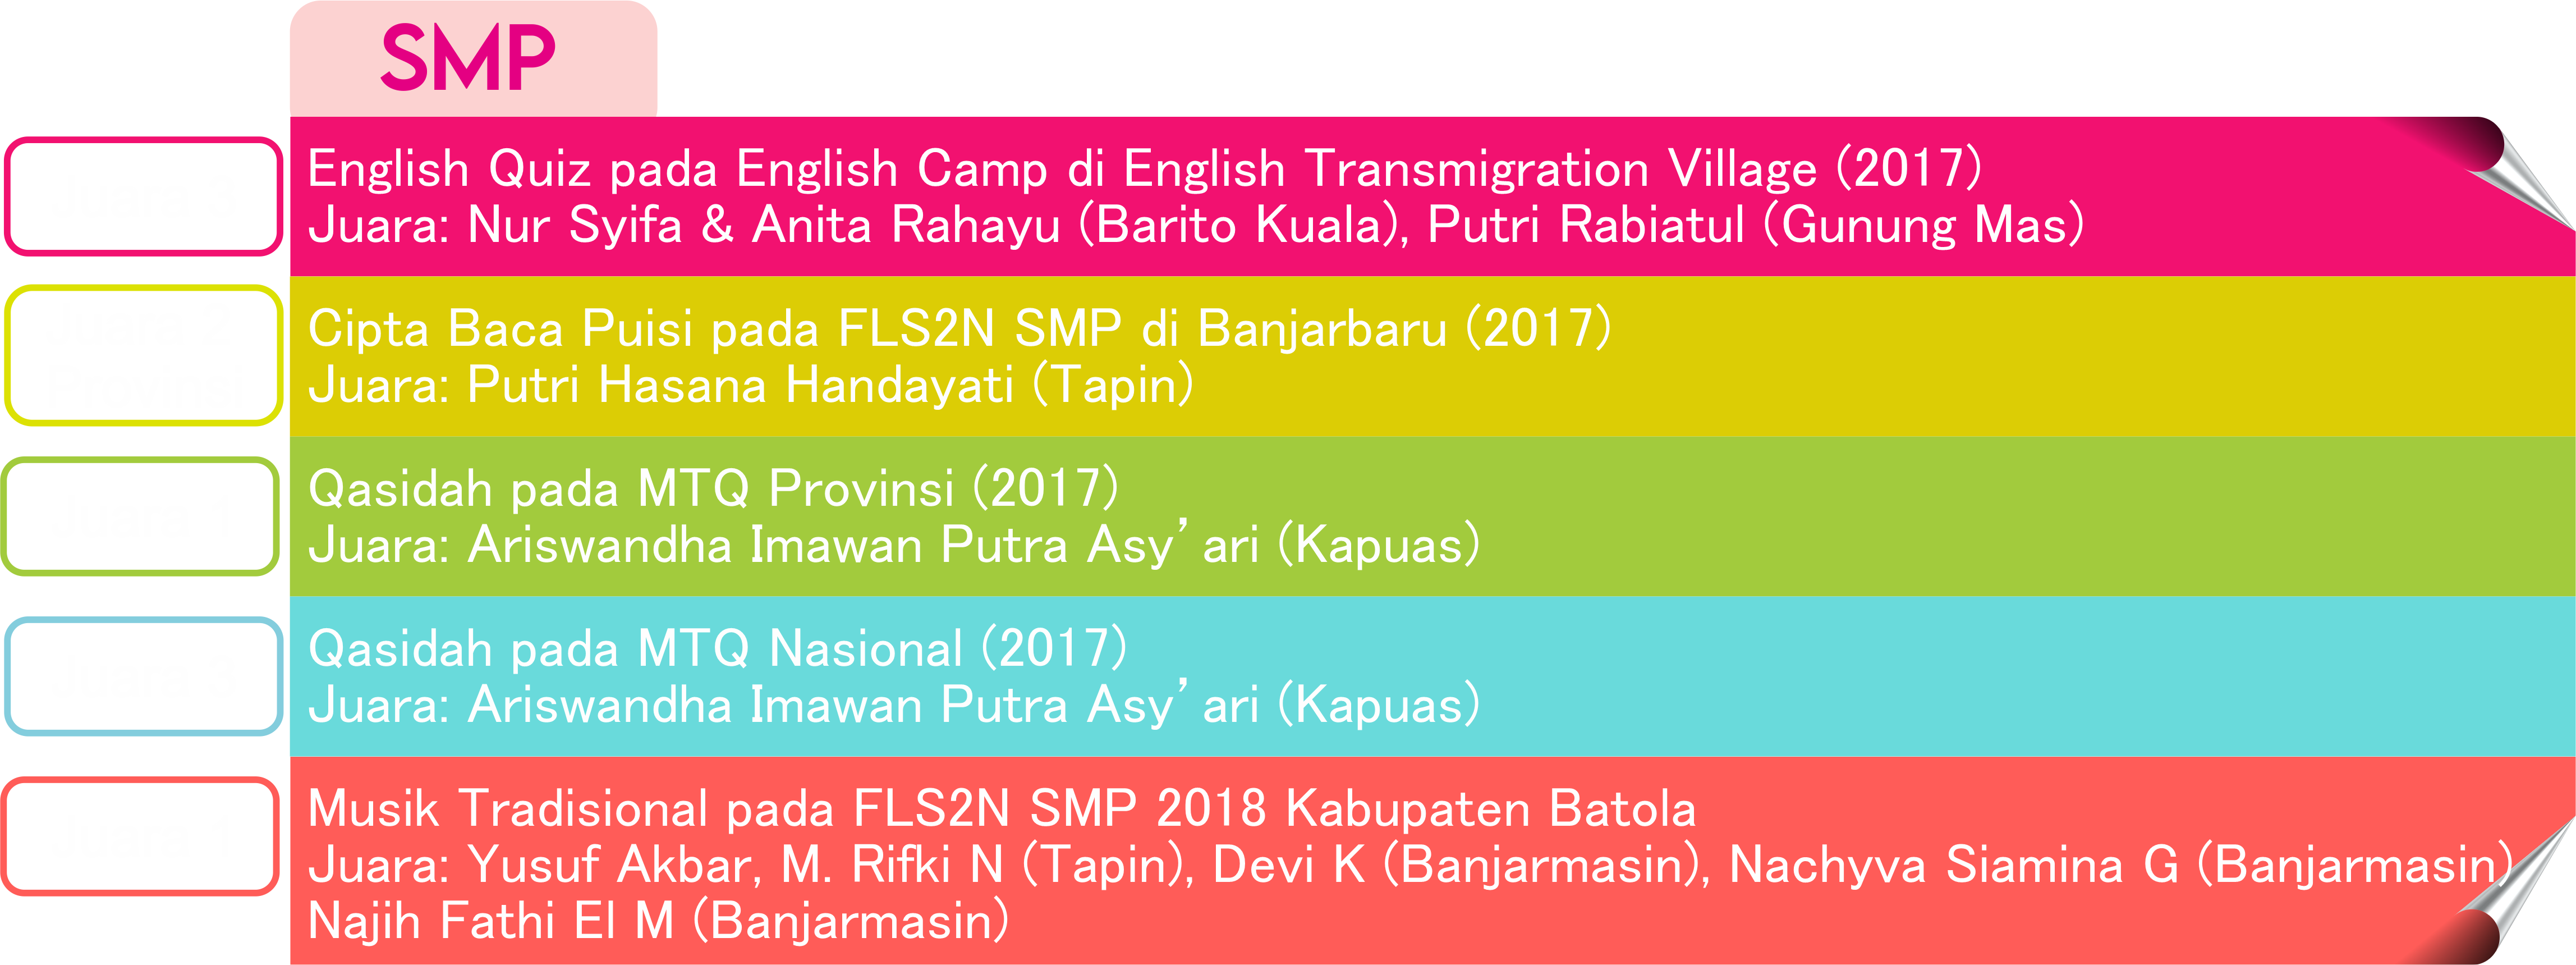 SMP
Juara 3
English Quiz pada English Camp di English Transmigration Village (2017)
Juara: Nur Syifa & Anita Rahayu (Barito Kuala), Putri Rabiatul (Gunung Mas)
Juara 2
Provinsi
Cipta Baca Puisi pada FLS2N SMP di Banjarbaru (2017)
Juara: Putri Hasana Handayati (Tapin)
Juara 1
Qasidah pada MTQ Provinsi (2017)
Juara: Ariswandha Imawan Putra Asy’ari (Kapuas)
Juara 3
Qasidah pada MTQ Nasional (2017)
Juara: Ariswandha Imawan Putra Asy’ari (Kapuas)
Juara 1
Musik Tradisional pada FLS2N SMP 2018 Kabupaten Batola
Juara: Yusuf Akbar, M. Rifki N (Tapin), Devi K (Banjarmasin), Nachyva Siamina G (Banjarmasin)
Najih Fathi El M (Banjarmasin)